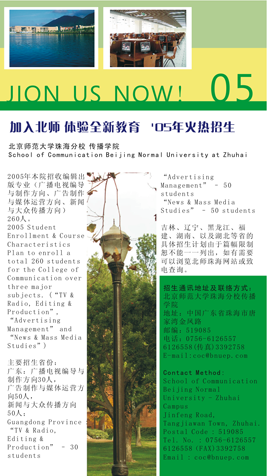 JION US NOW!
05
加入北师 体验全新教育 '05年火热招生
北京师范大学珠海分校 传播学院
School of Communication Beijing Normal University at Zhuhai
2005年本院招收编辑出
版专业（广播电视编导
与制作方向、广告制作
与媒体运营方向、新闻
与大众传播方向）
260人。
2005 Student
Enrollment & Course
Characteristics
Plan to enroll a
total 260 students
for the College of
Communication over
three major
subjects. ("TV &
Radio, Editing &
Production",
"Advertising
Management" and
"News & Mass Media
Studies")
主要招生省份：
广东：广播电视编导与
制作方向30人，
广告制作与媒体运营方
向50人，
新闻与大众传播方向
50人；
Guangdong Province
"TV & Radio,
Editing &
Production" - 30
students
"Advertising
Management" - 50
students
"News & Mass Media
Studies" - 50 students
吉林、辽宁、黑龙江、福
建、湖南、以及湖北等省的
具体招生计划由于篇幅限制
恕不能一一列出，如有需要
可以浏览北师珠海网站或致
电查询。
招生通讯地址及联络方式：
北京师范大学珠海分校传播
学院
地址：中国广东省珠海市唐
家湾金凤路
邮编：519085
电话：0756-6126557
6126558(传真)3392758
E-mail:soc@bnuep.com
Contact Method:
School of Communication
Beijing Normal
University - Zhuhai
Campus
Jinfeng Road,
Tangjiawan Town, Zhuhai,
Postal Code: 519085
Tel. No.: 0756-6126557
6126558 (FAX)3392758
Email: soc@bnuep.com